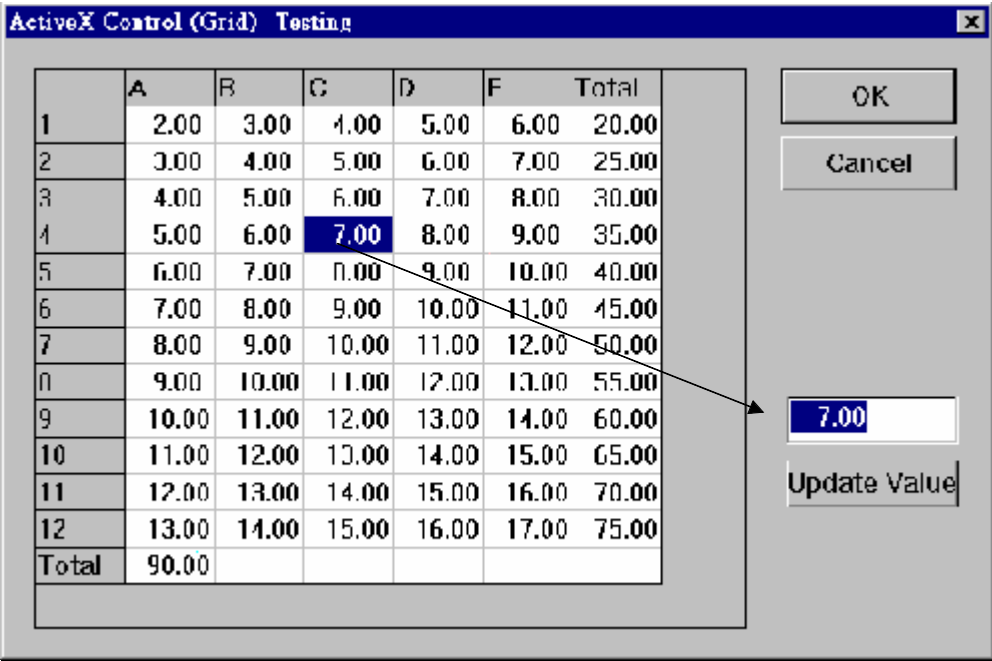 ActiveX Control (Grid) Testing
A B C D E Total
1 2.00 3.00 4.00 5.00 6.00 20.00
2 3.00 4.00 5.00 6.00 7.00 25.00
3 4.00 5.00 6.00 7.00 8.00 30.00
4 5.00 6.00 7.00 8.00 9.00 35.00
5 6.00 7.00 8.00 9.00 10.00 40.00
6 7.00 8.00 9.00 10.00 11.00 45.00
7 8.00 9.00 10.00 11.00 12.00 50.00
8 9.00 10.00 11.00 12.00 13.00 55.00
9 10.00 11.00 12.00 13.00 14.00 60.00
10 11.00 12.00 13.00 14.00 15.00 65.00
11 12.00 13.00 14.00 15.00 16.00 70.00
12 13.00 14.00 15.00 16.00 17.00 75.00
Total 90.00
OK
Cancel
7.00
Update Value